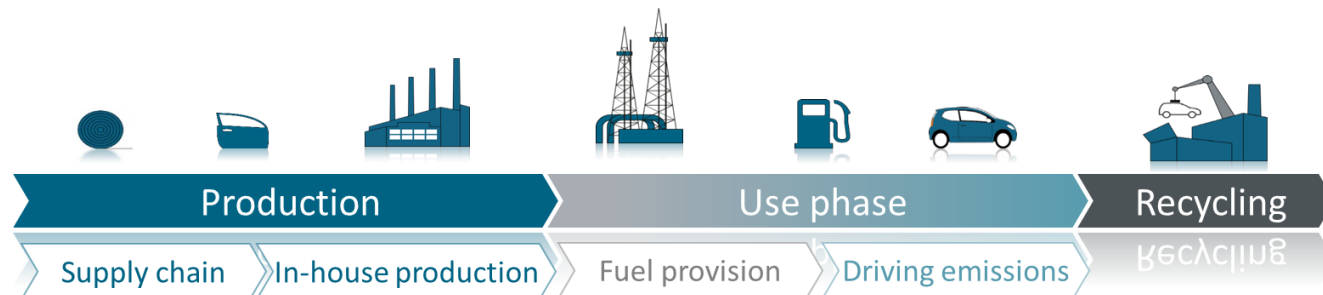 Production
Use phase
Recycling
Supply chain
In-house production
Fuel provision
Driving emissions